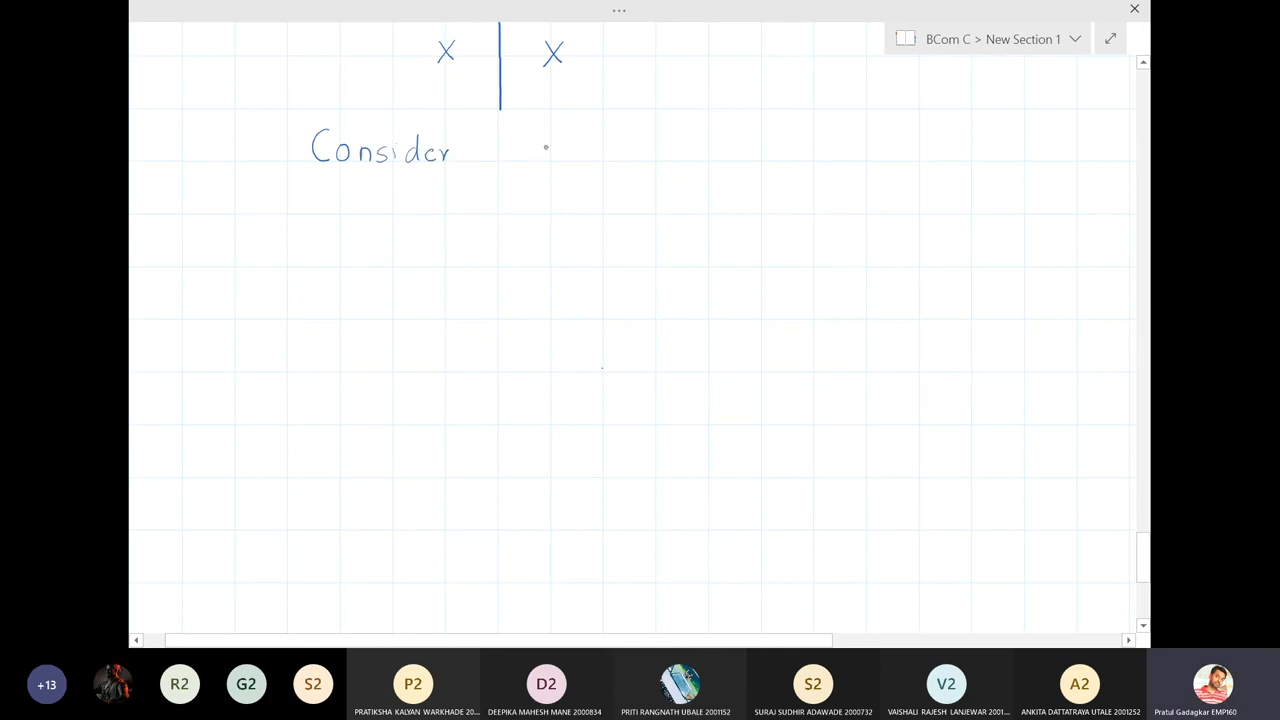 ...
BCom C > New Section 1
X X
Consider
+13
R2
G2
S2
P2
D2
S2
V2
A2
PRATIKSHA KALYAN WARKHADE 20...
DEEPIKA MAHESH MANE 2000834
PRITI RANGNATH UBALE 2001152
SURAJ SUDHIR ADAWADE 2000732
VAISHALI RAJESH LANJEWAR 2001...
ANKITA DATTATRAYA UTALE 2001252
Pratul Gadagkar EMP160